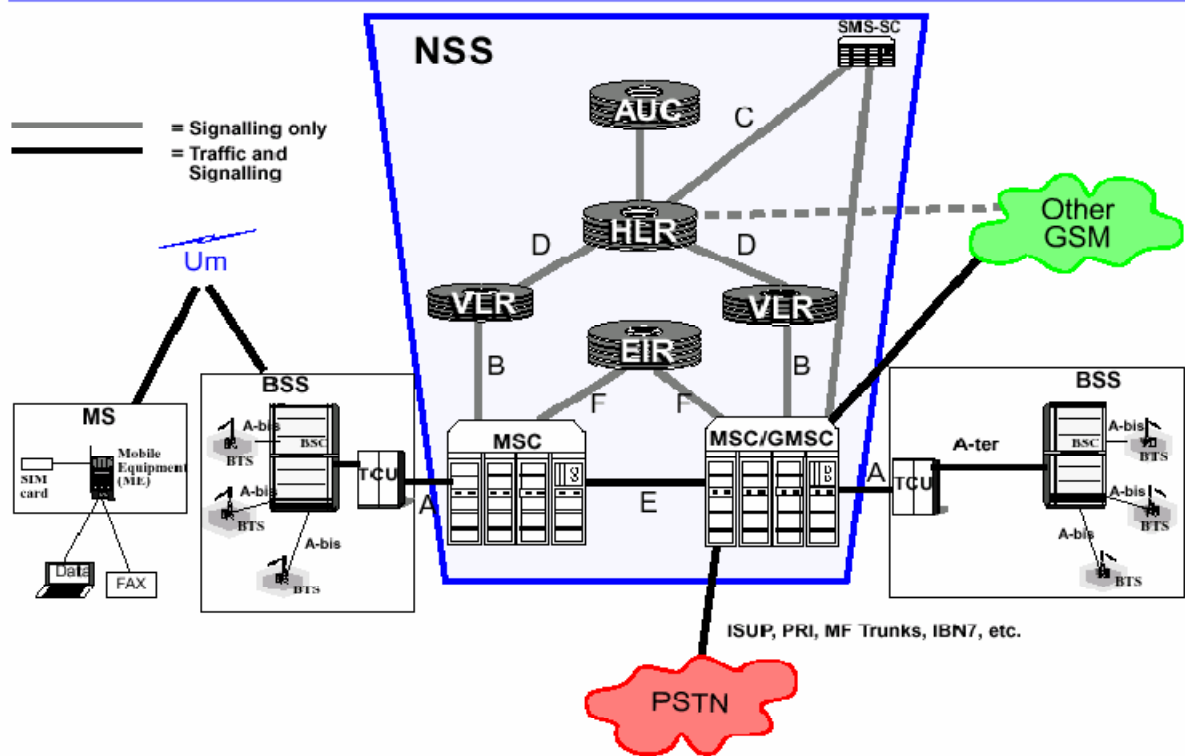 NSS
SMS-SC
AUC
C
= Signalling only
= Traffic and
Signalling
HLR
Other
GSM
D
D
Um
VLR
VLR
EIR
B
B
BSS
BSS
F
F
MS
MSC
MSC/GMSC
A-bis
BSC
BTS
Mobile
Equipment
(ME)
SIM
card
A-bis
BTS
TCU
A
E
A
TCU
A-ter
A-bis
BSC
BTS
A-bis
BTS
A-bis
BTS
A-bis
BTS
Data
FAX
ISUP, PRI, MF Trunks, IBN7, etc.
PSTN